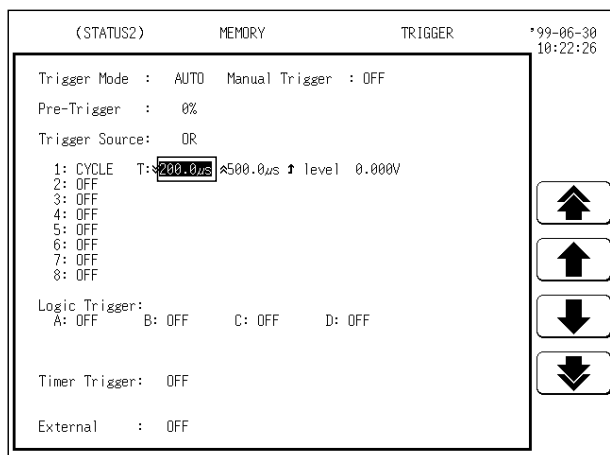 (STATUS2) MEMORY TRIGGER '99-06-30
10:22:26
Trigger Mode : AUTO Manual Trigger : OFF
Pre-Trigger : 0%
Trigger Source: OR
1: CYCLE T:≚200.0µs ≙500.0µs ↥ level 0.000V
2: OFF
3: OFF
4: OFF
5: OFF
6: OFF
7: OFF
8: OFF
Logic Trigger:
A: OFF B: OFF C: OFF D: OFF
Timer Trigger: OFF
External : OFF